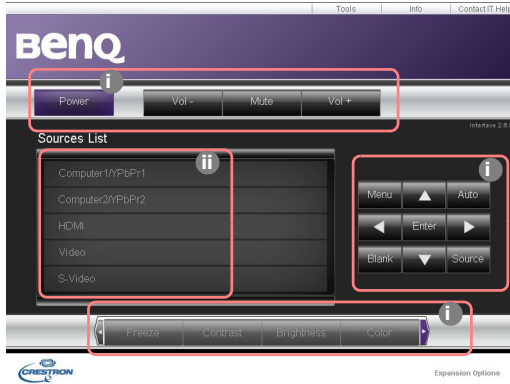 Tools Info Contact IT Help
BenQ
i
Power Vol - Mute Vol +
Interface 2.6.
Sources List
ii
i
Computer1/YPbPr1
Computer2/YPbPr2
HDMI
Video
S-Video
Menu Auto
Enter
Blank Source
i
Freeze Contrast Brightness Color
CRESTRON
Expansion Options